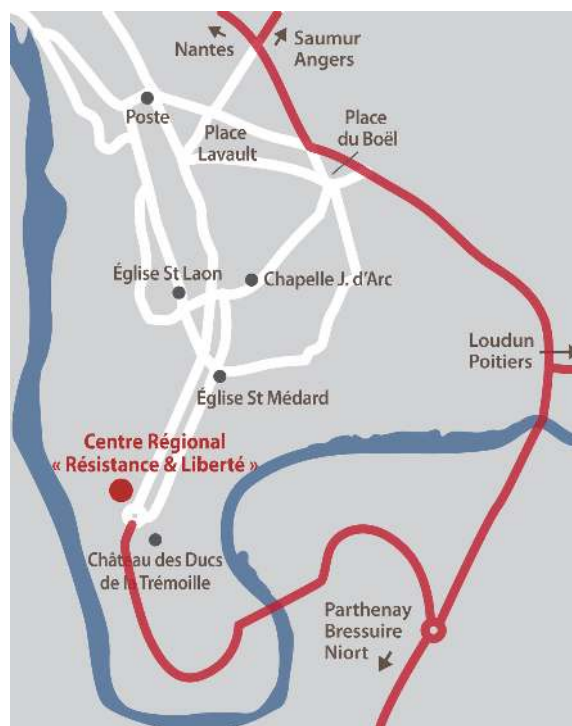 Nantes
Saumur
Angers
Poste
Place
Lavault
Place
du Boël
Église St Laon
Chapelle J. d'Arc
Loudun
Poitiers
Église St Médard
Centre Régional
« Résistance & Liberté »
Château des Ducs
de la Trémoille
Parthenay
Bressuire
Niort